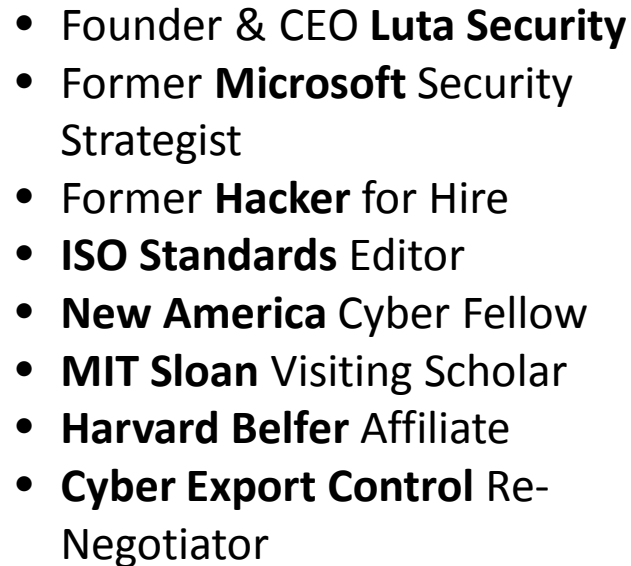 • Founder & CEO Luta Security
• Former Microsoft Security
Strategist
• Former Hacker for Hire
• ISO Standards Editor
• New America Cyber Fellow
• MIT Sloan Visiting Scholar
• Harvard Belfer Affiliate
• Cyber Export Control Re-
Negotiator